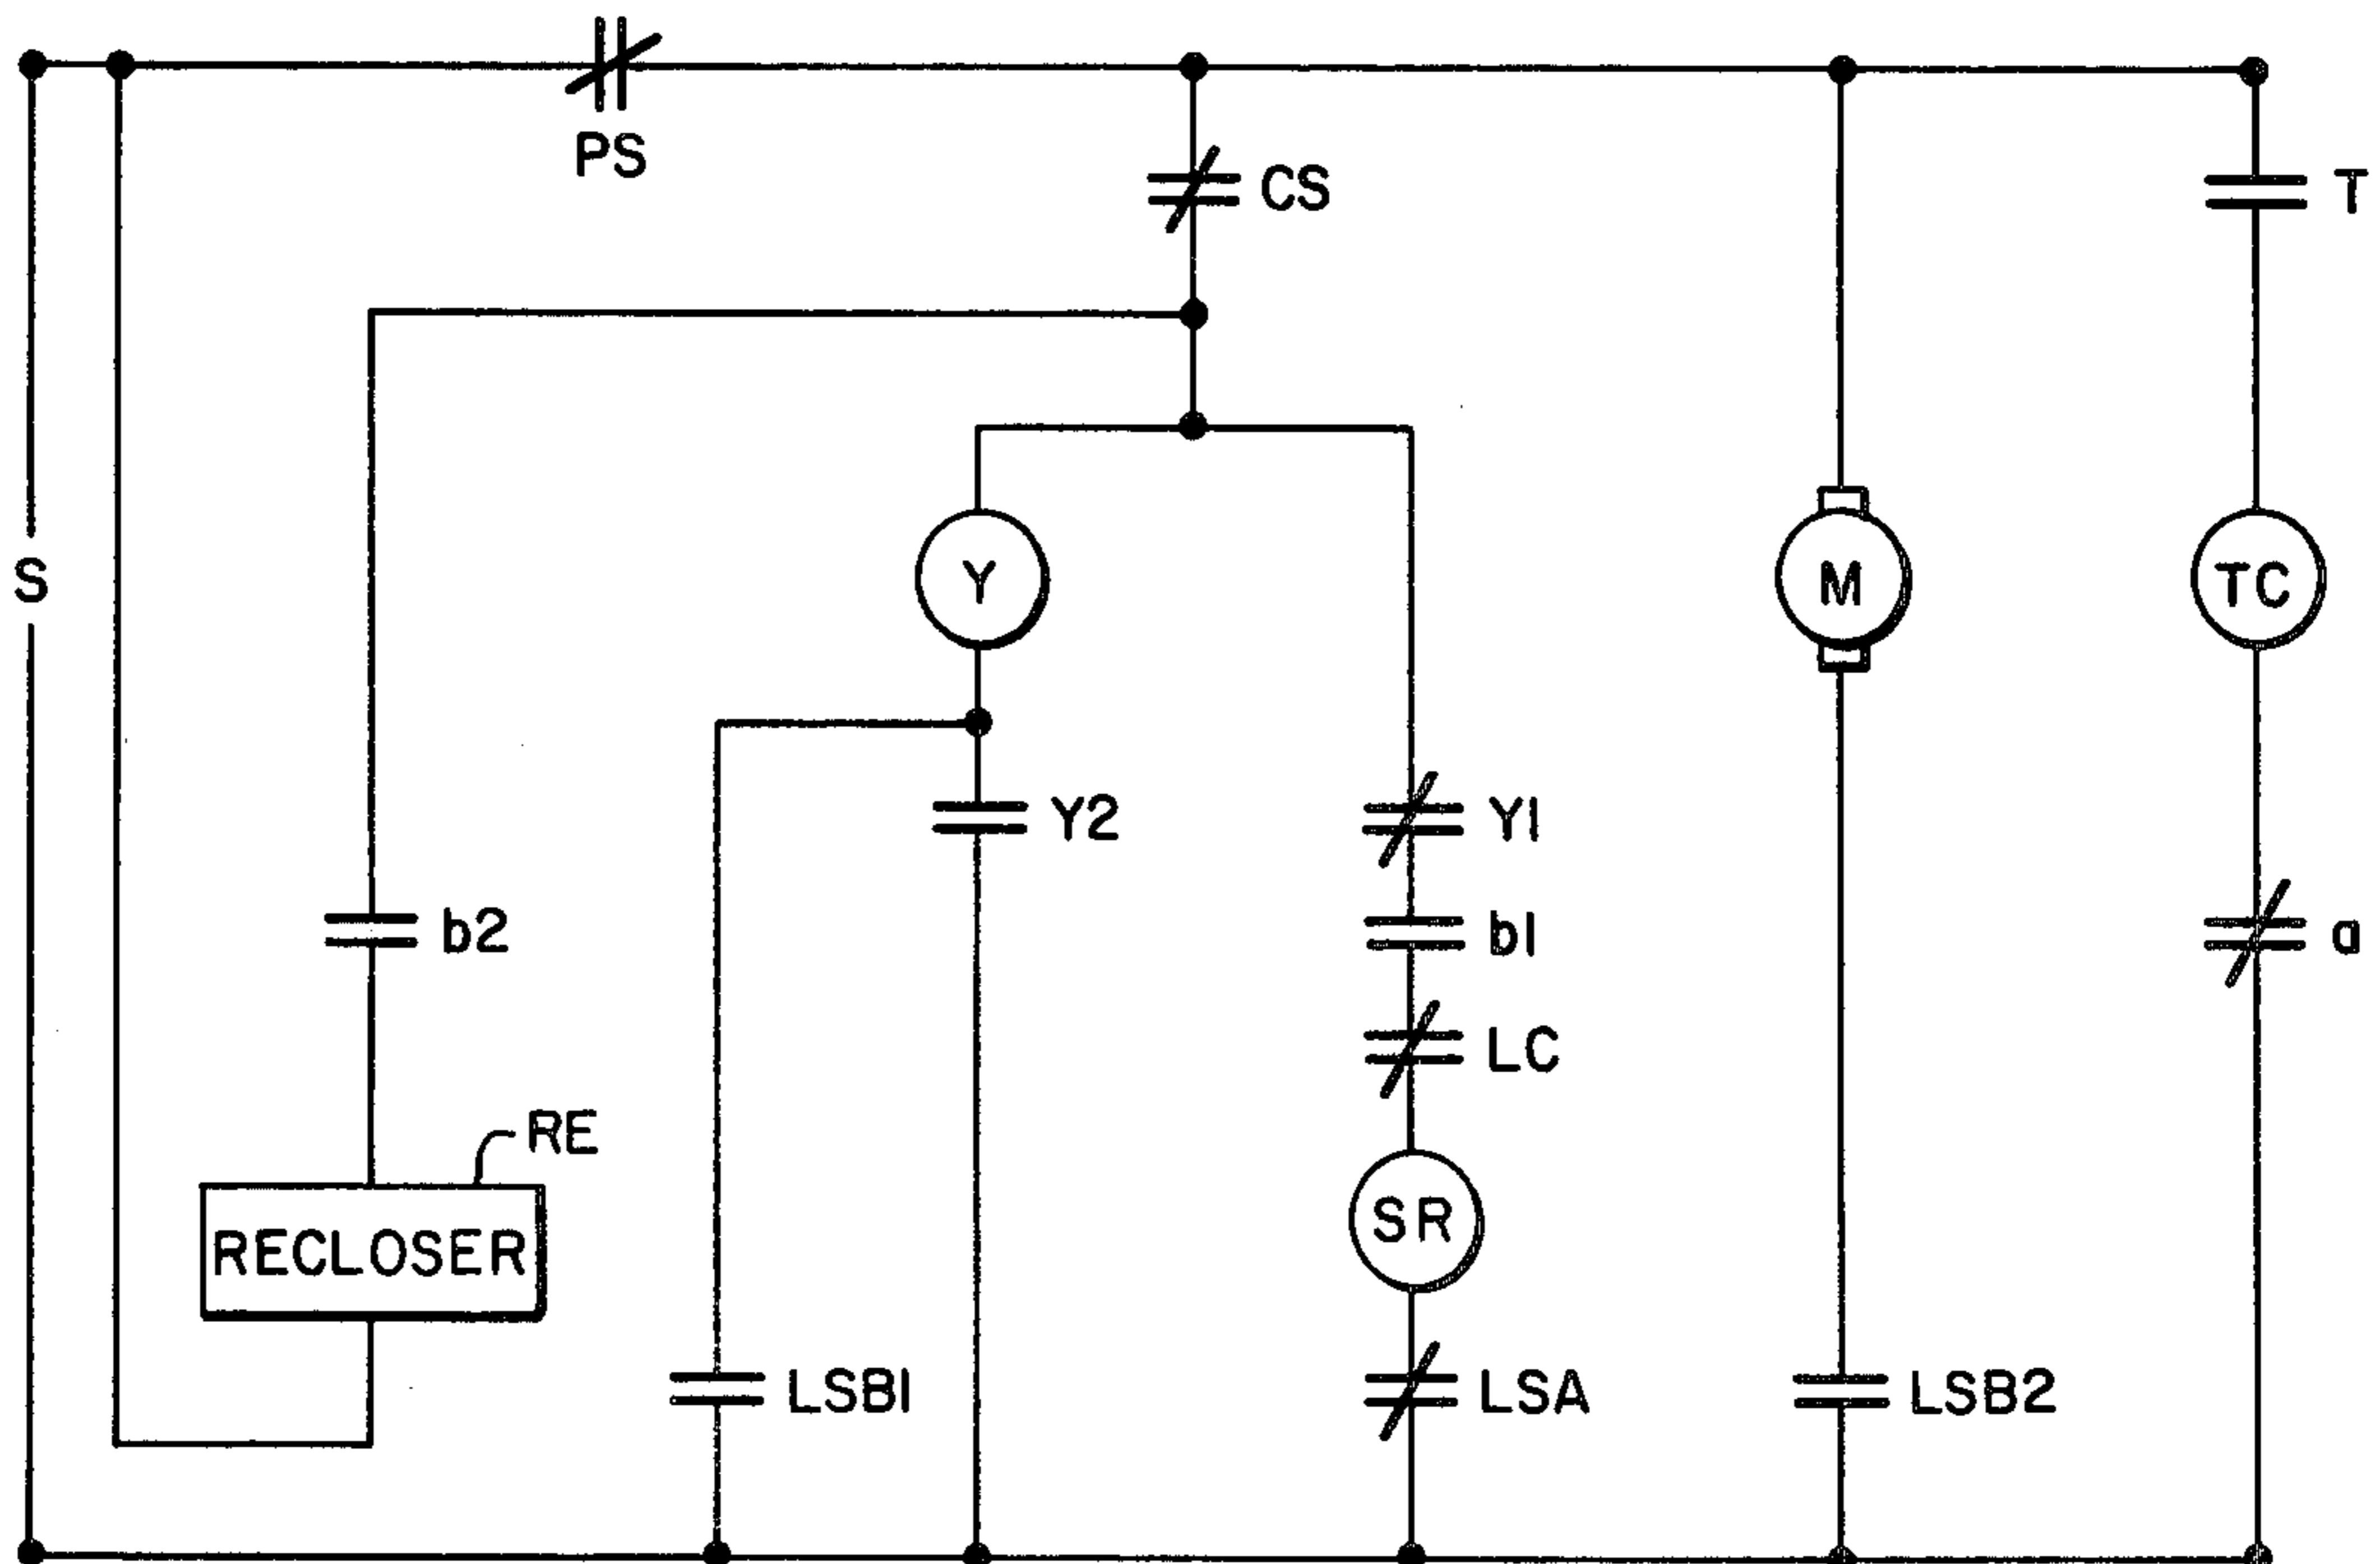 PS
CS
T
S
Y
M
TC
Y2
Y1
b2
b1
a
LC
RE
RECLOSER
SR
LSB1
LSA
LSB2